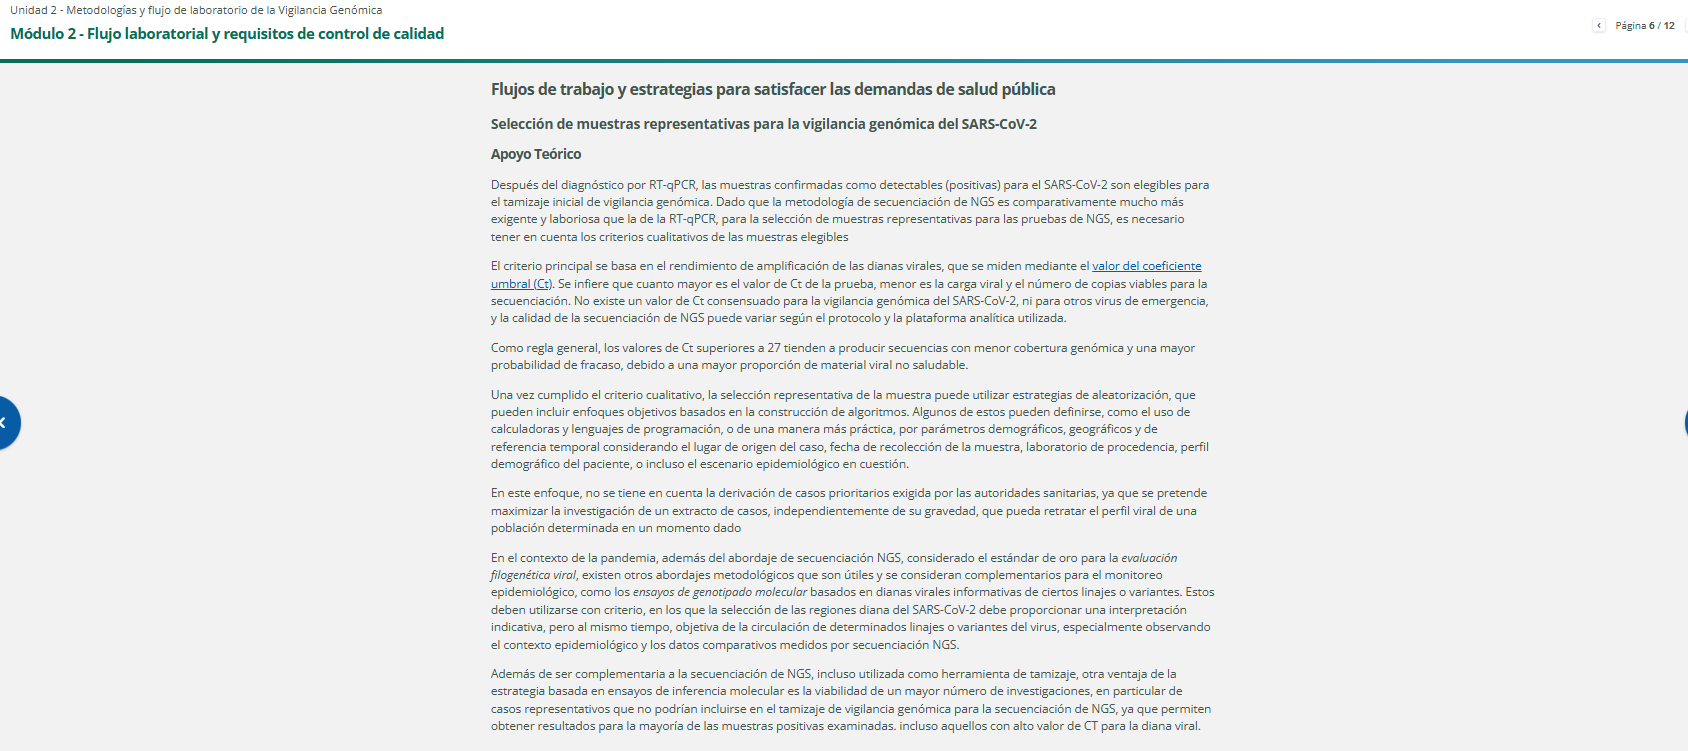 Unidad 2 - Metodologías y flujo de laboratorio de la Vigilancia Genómica
Módulo 2 - Flujo laboratorial y requisitos de control de calidad
Página 6 / 12
Flujos de trabajo y estrategias para satisfacer las demandas de salud pública
Selección de muestras representativas para la vigilancia genómica del SARS-CoV-2
Apoyo Teórico
Después del diagnóstico por RT-qPCR, las muestras confirmadas como detectables (positivas) para el SARS-CoV-2 son elegibles para
el tamizaje inicial de vigilancia genómica. Dado que la metodología de secuenciación de NGS es comparativamente mucho más
exigente y laboriosa que la de la RT-qPCR, para la selección de muestras representativas para las pruebas de NGS, es necesario
tener en cuenta los criterios cualitativos de las muestras elegibles
El criterio principal se basa en el rendimiento de amplificación de las dianas virales, que se miden mediante el valor del coeficiente
umbral (Ct). Se infiere que cuanto mayor es el valor de Ct de la prueba, menor es la carga viral y el número de copias viables para la
secuenciación. No existe un valor de Ct consensuado para la vigilancia genómica del SARS-CoV-2, ni para otros virus de emergencia,
y la calidad de la secuenciación de NGS puede variar según el protocolo y la plataforma analítica utilizada.
Como regla general, los valores de Ct superiores a 27 tienden a producir secuencias con menor cobertura genómica y una mayor
probabilidad de fracaso, debido a una mayor proporción de material viral no saludable.
Una vez cumplido el criterio cualitativo, la selección representativa de la muestra puede utilizar estrategias de aleatorización, que
pueden incluir enfoques objetivos basados en la construcción de algoritmos. Algunos de estos pueden definirse, como el uso de
calculadoras y lenguajes de programación, o de una manera más práctica, por parámetros demográficos, geográficos y de
referencia temporal considerando el lugar de origen del caso, fecha de recolección de la muestra, laboratorio de procedencia, perfil
demográfico del paciente, o incluso el escenario epidemiológico en cuestión.
En este enfoque, no se tiene en cuenta la derivación de casos prioritarios exigida por las autoridades sanitarias, ya que se pretende
maximizar la investigación de un extracto de casos, independientemente de su gravedad, que pueda retratar el perfil viral de una
población determinada en un momento dado
En el contexto de la pandemia, además del abordaje de secuenciación NGS, considerado el estándar de oro para la evaluación
filogenética viral, existen otros abordajes metodológicos que son útiles y se consideran complementarios para el monitoreo
epidemiológico, como los ensayos de genotipado molecular basados en dianas virales informativas de ciertos linajes o variantes. Estos
deben utilizarse con criterio, en los que la selección de las regiones diana del SARS-CoV-2 debe proporcionar una interpretación
indicativa, pero al mismo tiempo, objetiva de la circulación de determinados linajes o variantes del virus, especialmente observando
el contexto epidemiológico y los datos comparativos medidos por secuenciación NGS.
Además de ser complementaria a la secuenciación de NGS, incluso utilizada como herramienta de tamizaje, otra ventaja de la
estrategia basada en ensayos de inferencia molecular es la viabilidad de un mayor número de investigaciones, en particular de
casos representativos que no podrían incluirse en el tamizaje de vigilancia genómica para la secuenciación de NGS, ya que permiten
obtener resultados para la mayoría de las muestras positivas examinadas. incluso aquellos con alto valor de CT para la diana viral.